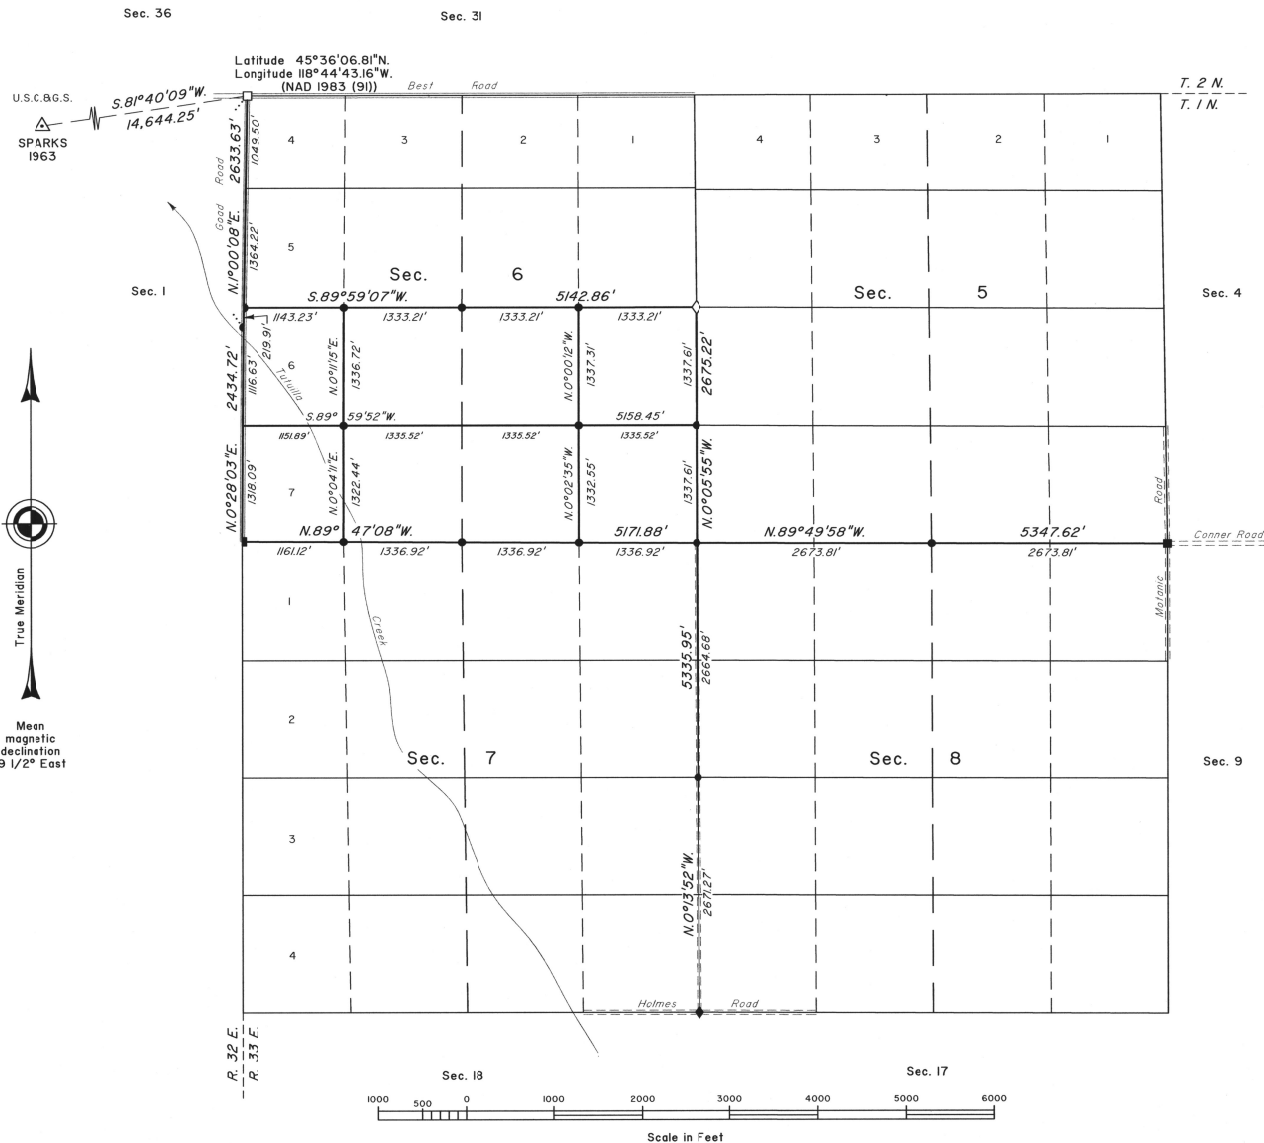 Sec. 36
Sec. 31
Latitude 45°36'06.81"N.
Longitude 118°44'43.16"W.
(NAD 1983 (91))
Best Road
T. 2 N.
T. 1 N.
U.S.C.&G.S.
SPARKS
1963
S.81°40'09"W.
14,644.25'
4
3
2
1
4
3
2
1
Goad Road
N.1°00'08"E.
2633.63'
1049.50'
1364.22'
5
Sec. 6
Sec. 5
Sec. 1
Sec. 4
S.89°59'07"W.
5142.86'
1143.23'
1333.21'
1333.21'
1333.21'
219.91'
1116.63'
6
Tutuilla
N.0°11'15"E.
1336.72'
N.0°00'12"W.
1337.31'
1337.61'
2675.22'
2434.72'
S.89° 59'52"W.
5158.45'
1151.89'
1335.52'
1335.52'
1335.52'
N.0°28'03"E.
1318.09'
7
N.0°04'11"E.
1322.44'
N.0°02'35"W.
1332.55'
1337.61'
N.0°05'55"W.
Road
N.89° 47'08"W.
5171.88'
N.89°49'58"W.
5347.62'
Conner Road
1161.12'
1336.92'
1336.92'
1336.92'
2673.81'
2673.81'
Motanic
True Meridian
1
Creek
5335.95'
2664.68'
2
Mean
magnetic
declination
9 1/2° East
Sec. 7
Sec. 8
Sec. 9
3
N.0°13'52"W.
2671.27'
4
Holmes Road
R. 32 E.
R. 33 E.
Sec. 18
Sec. 17
1000 500 0 1000 2000 3000 4000 5000 6000
Scale in Feet